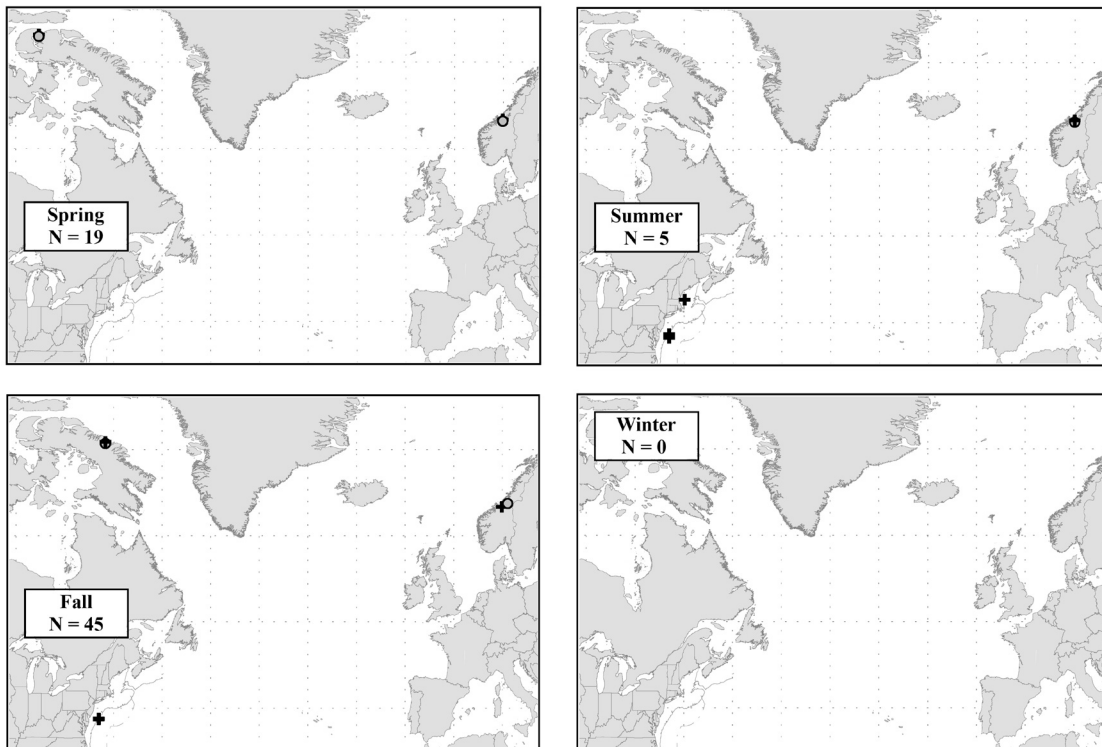 Spring
N = 19
Summer
N = 5
Fall
N = 45
Winter
N = 0